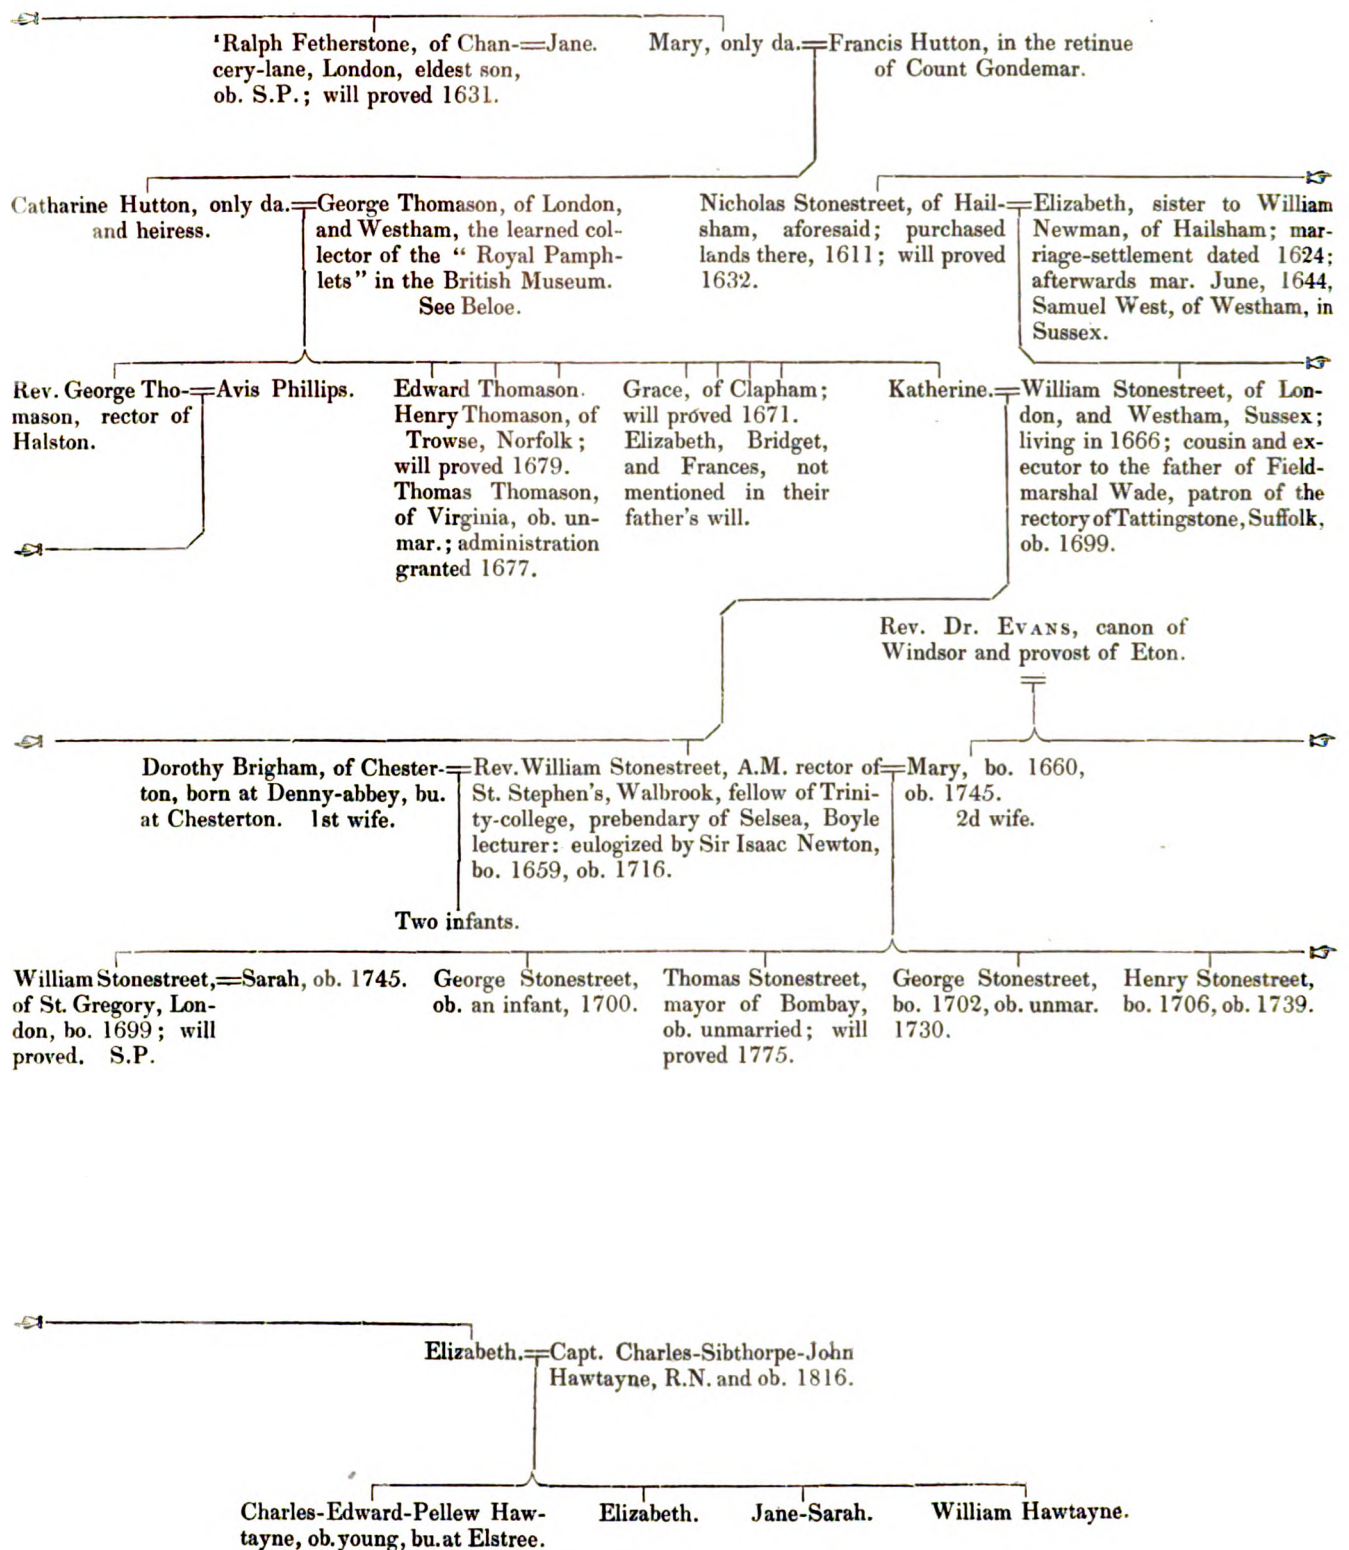 Ralph Fetherstone, of Chan-=Jane.
cery-lane, London, eldest son,
ob. S.P.; will proved 1631.
Mary, only da.=Francis Hutton, in the retinue
of Count Gondemar.
Catharine Hutton, only da.=George Thomason, of London,
and heiress.
and Westham, the learned col-
lector of the “ Royal Pamph-
lets” in the British Museum.
See Beloe.
Nicholas Stonestreet, of Hail-
sham, aforesaid; purchased
lands there, 1611; will proved
1632.
=Elizabeth, sister to William
Newman, of Hailsham; mar-
riage-settlement dated 1624;
afterwards mar. June, 1644,
Samuel West, of Westham, in
Sussex.
Rev. George Tho-=Avis Phillips.
mason, rector of
Halston.
Edward Thomason.
Henry Thomason, of
Trowse, Norfolk;
will proved 1679.
Thomas Thomason,
of Virginia, ob. un-
mar.; administration
granted 1677.
Grace, of Clapham;
will proved 1671.
Elizabeth, Bridget,
and Frances, not
mentioned in their
father's will.
Katherine.=William Stonestreet, of Lon-
don, and Westham, Sussex;
living in 1666; cousin and ex-
ecutor to the father of Field-
marshal Wade, patron of the
rectory of Tattingstone, Suffolk,
ob. 1699.
Rev. Dr. EVANS, canon of
Windsor and provost of Eton.
=
Dorothy Brigham, of Chester-
ton, born at Denny-abbey, bu.
at Chesterton. 1st wife.
=Rev. William Stonestreet, A.M. rector of
St. Stephen's, Walbrook, fellow of Trini-
ty-college, prebendary of Selsea, Boyle
lecturer: eulogized by Sir Isaac Newton,
bo. 1659, ob. 1716.
=Mary, bo. 1660,
ob. 1745.
2d wife.
Two infants.
William Stonestreet,=Sarah, ob. 1745.
of St. Gregory, Lon-
don, bo. 1699; will
proved. S.P.
George Stonestreet,
ob. an infant, 1700.
Thomas Stonestreet,
mayor of Bombay,
ob. unmarried; will
proved 1775.
George Stonestreet,
bo. 1702, ob. unmar.
1730.
Henry Stonestreet,
bo. 1706, ob. 1739.
Elizabeth.=Capt. Charles-Sibthorpe-John
Hawtayne, R.N. and ob. 1816.
Charles-Edward-Pellew Haw-
tayne, ob. young, bu. at Elstree.
Elizabeth.
Jane-Sarah.
William Hawtayne.